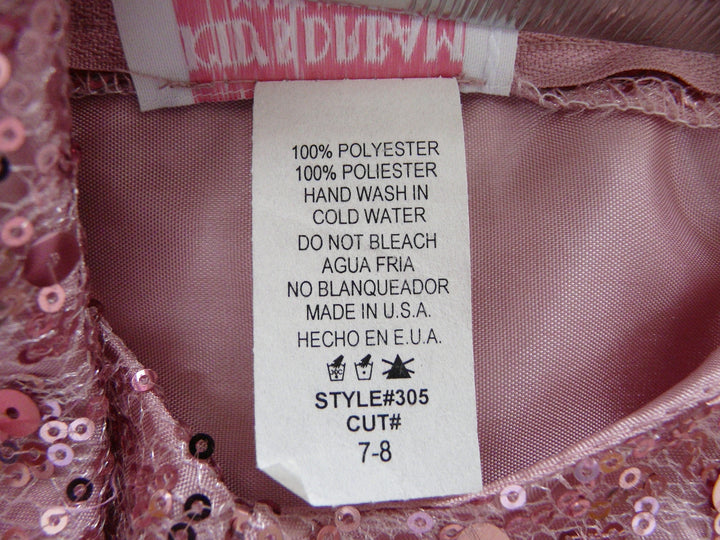 100% POLYESTER
100% POLIESTER
HAND WASH IN
COLD WATER
DO NOT BLEACH
AGUA FRIA
NO BLANQUEADOR
MADE IN U.S.A.
HECHO EN E.U.A.
STYLE#305
CUT#
7-8